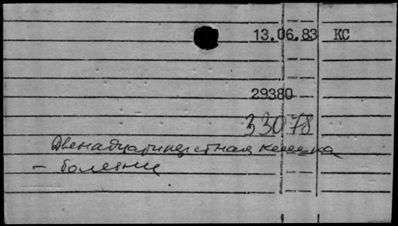 13.06.83 КС
29380
33078
Двенадцатиперстная кишка
- болезни